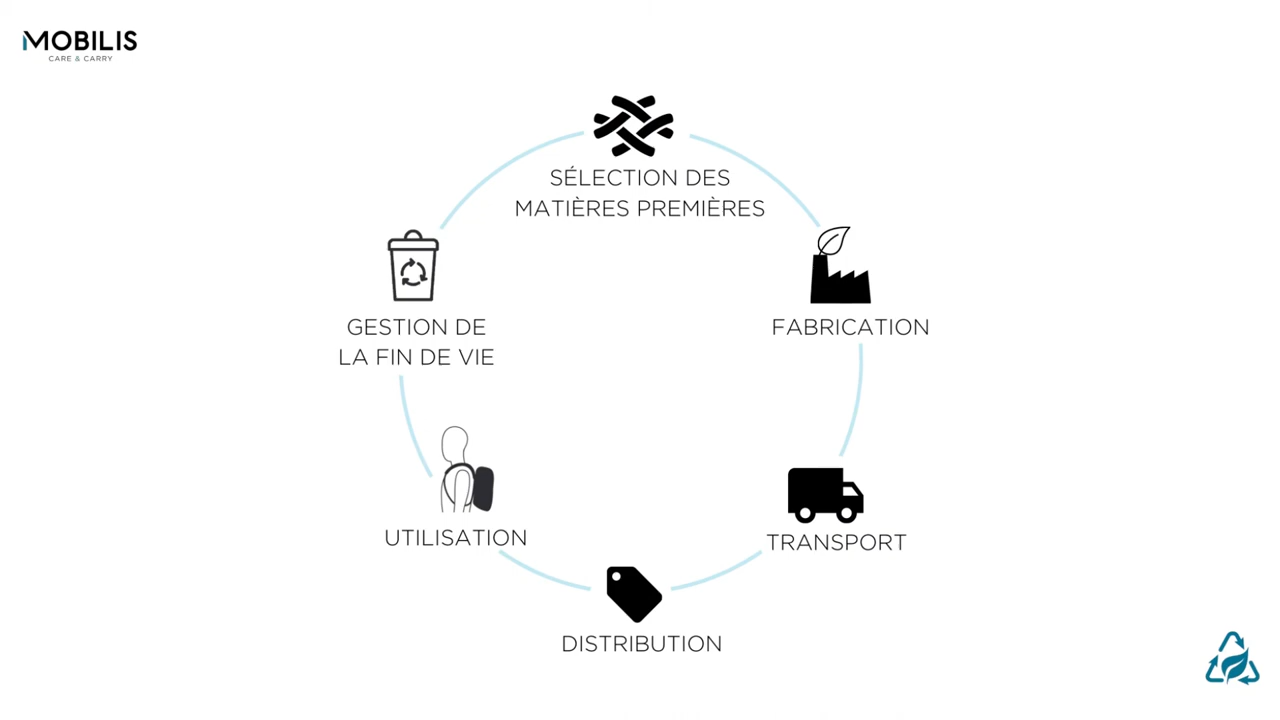 MOBILIS
CARE & CARRY
SÉLECTION DES
MATIÈRES PREMIÈRES
FABRICATION
TRANSPORT
DISTRIBUTION
UTILISATION
GESTION DE
LA FIN DE VIE